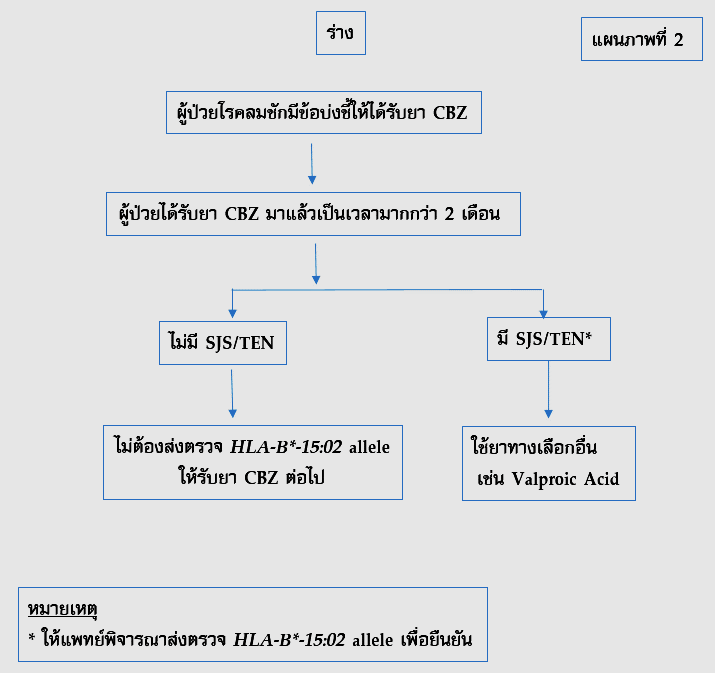 ร่าง
แผนภาพที่ 2
ผู้ป่วยโรคลมชักมีข้อบ่งชี้ให้ได้รับยา CBZ
ผู้ป่วยได้รับยา CBZ มาแล้วเป็นเวลามากกว่า 2 เดือน
ไม่มี SJS/TEN
มี SJS/TEN*
ไม่ต้องส่งตรวจ HLA-B*-15:02 allele
ให้รับยา CBZ ต่อไป
ใช้ยาทางเลือกอื่น
เช่น Valproic Acid
หมายเหตุ
* ให้แพทย์พิจารณาส่งตรวจ HLA-B*-15:02 allele เพื่อยืนยัน